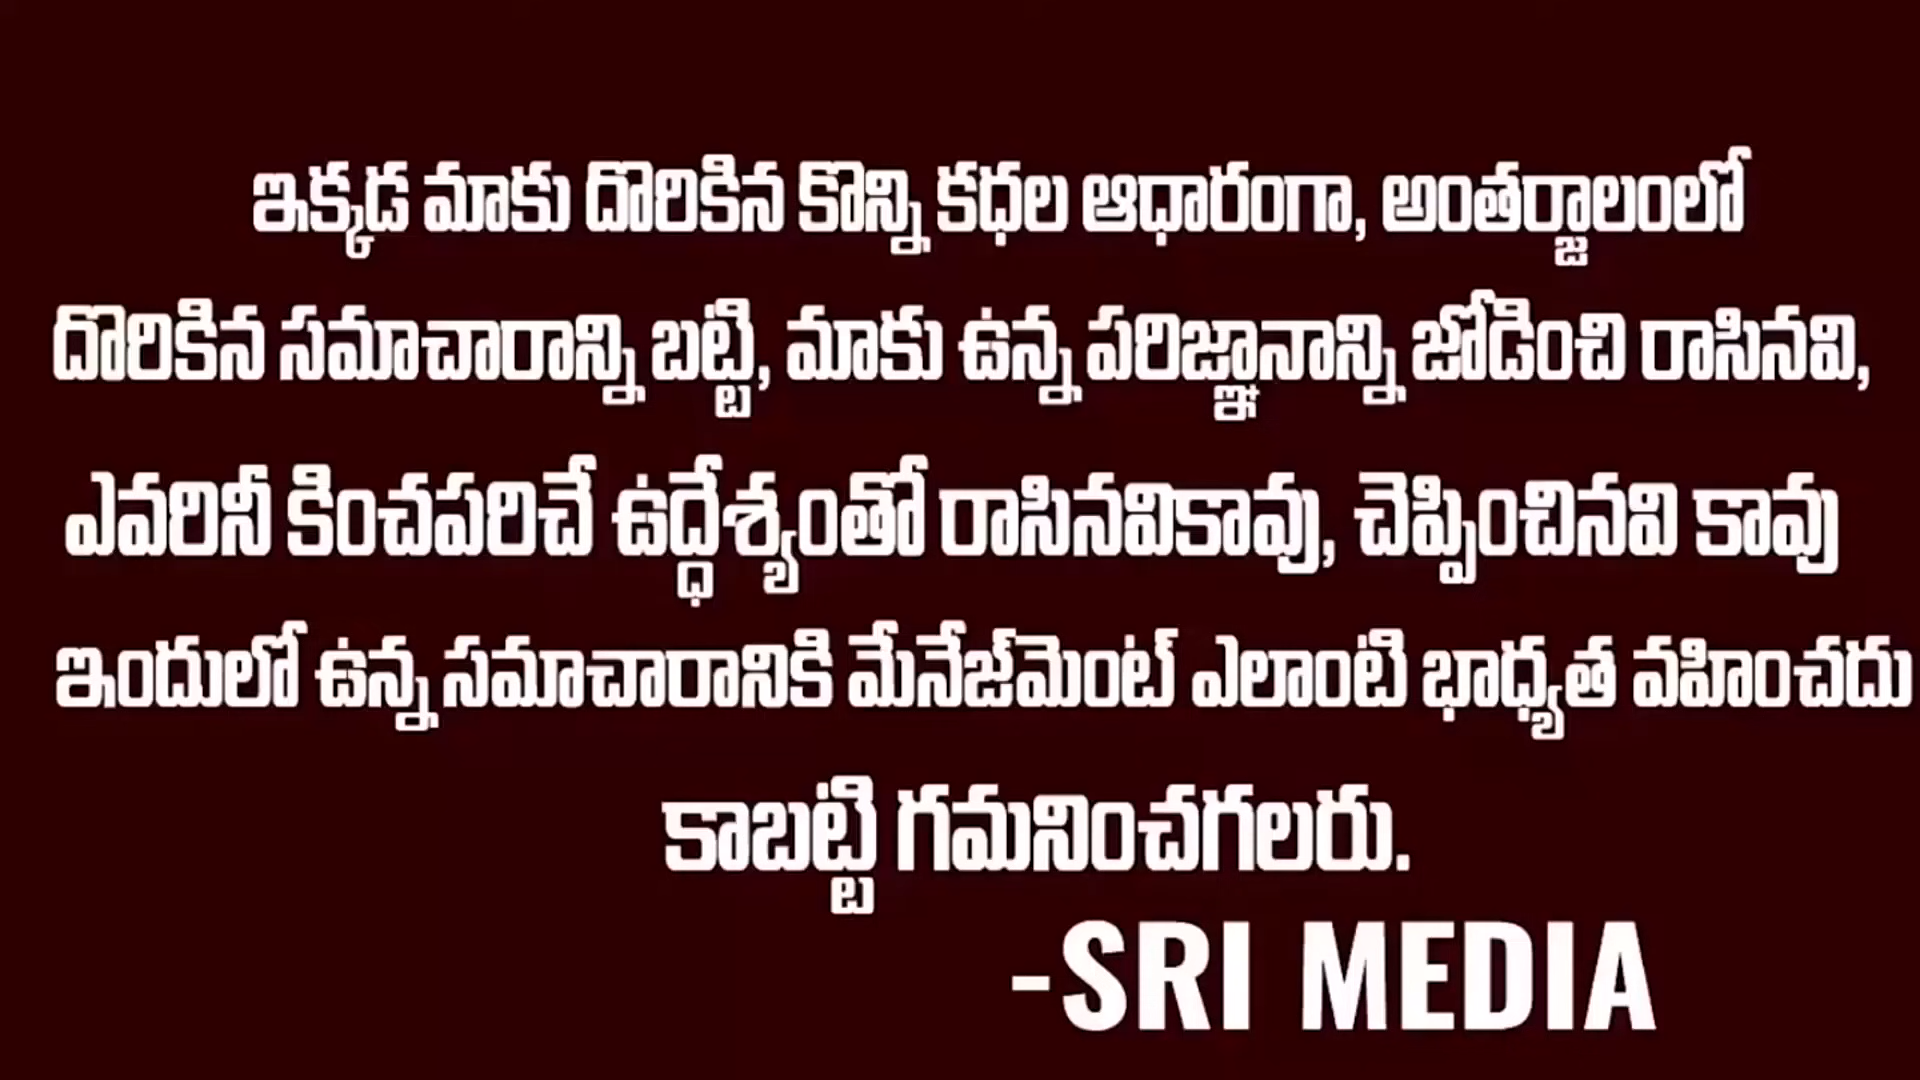 ఇక్కడ మాకు దొరికిన కొన్ని కధల ఆధారంగా, అంతర్జాలంలో
దొరికిన సమాచారాన్ని బట్టి, మాకు ఉన్న పరిజ్ఞానాన్ని జోడించి రాసినవి,
ఎవరినీ కించపరిచే ఉద్ధేశ్యంతో రాసినవికావు, చెప్పించినవి కావు
ఇందులో ఉన్న సమాచారానికి మేనేజ్‌మెంట్ ఎలాంటి భాధ్యత వహించదు
కాబట్టి గమనించగలరు.
-SRI MEDIA